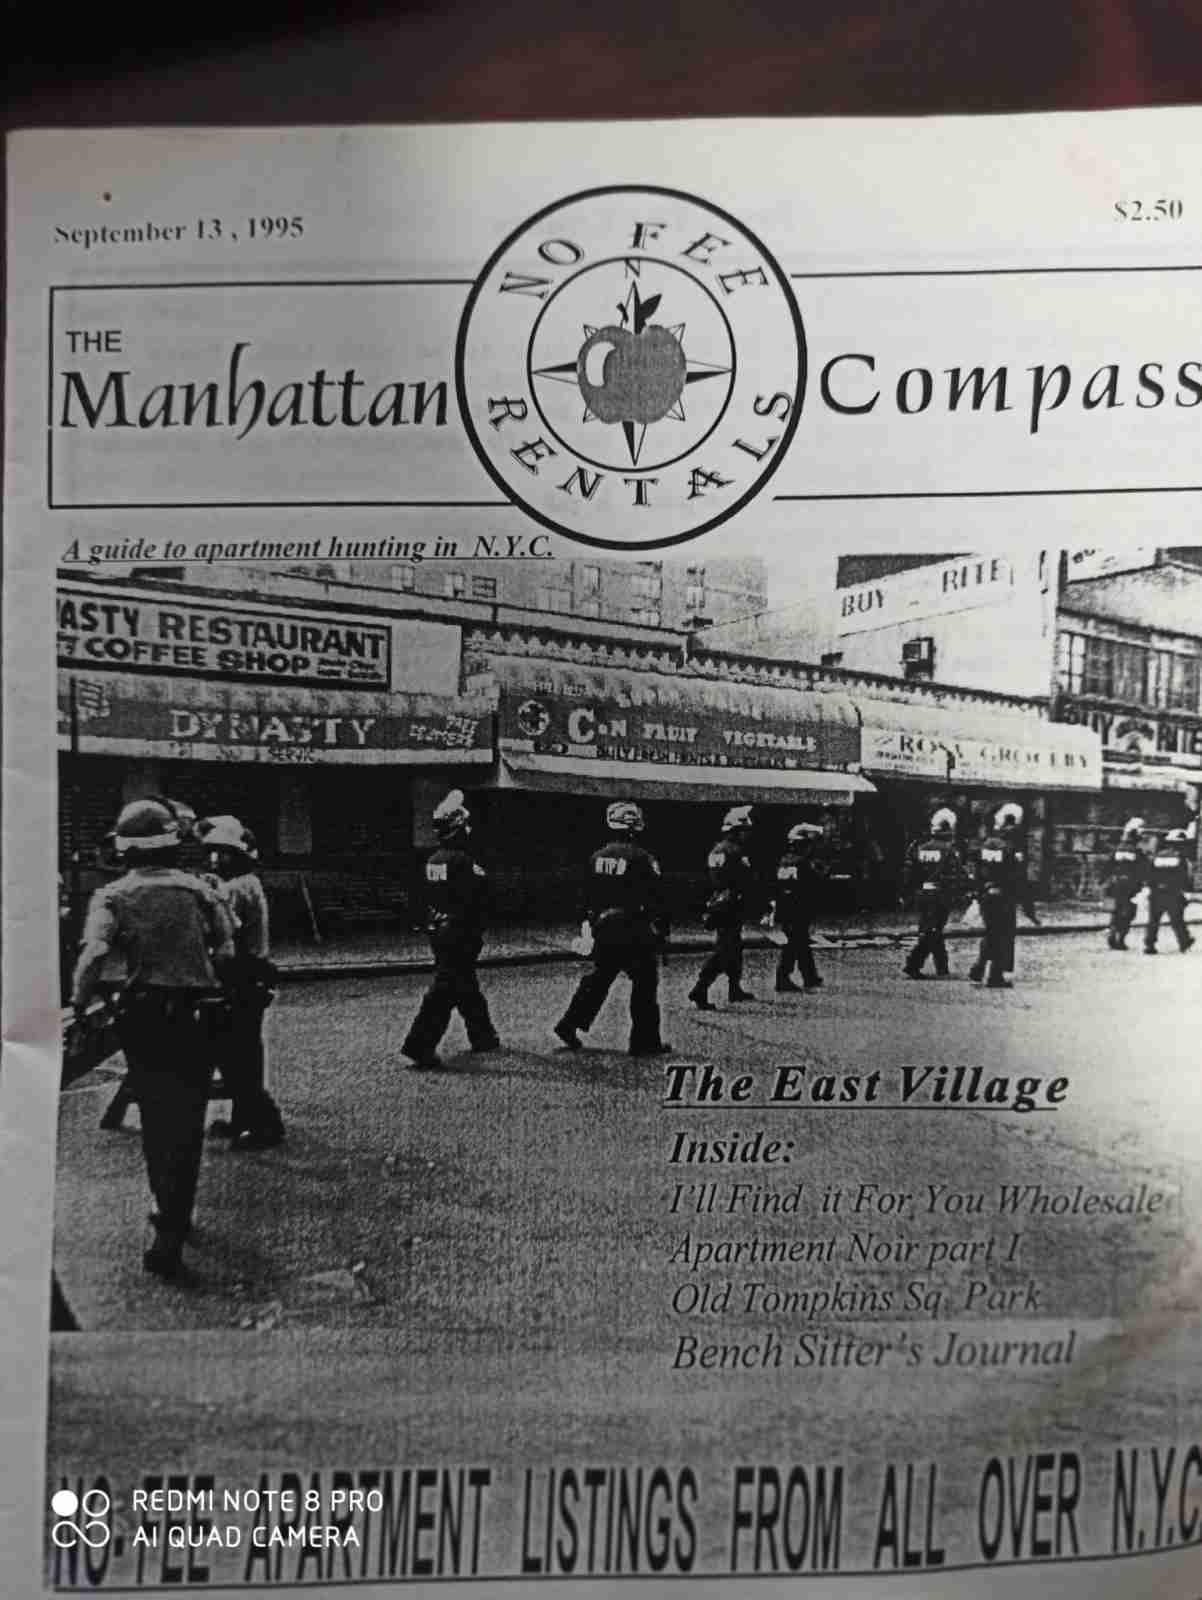 September 13, 1995
$2.50
NO FEE RENTALS
N
THE
Manhattan Compass
A guide to apartment hunting in N.Y.C.
BUY RITE
ASTY RESTAURANT
COFFEE SHOP
DYNASTY
FREE
C&N FRUIT VEGETABLE
ROSA GROCERY
NYPD
The East Village
Inside:
I'll Find it For You Wholesale
Apartment Noir part I
Old Tompkins Sq. Park
Bench Sitter's Journal
NO-FEE APARTMENT LISTINGS FROM ALL OVER N.Y.C
REDMI NOTE 8 PRO
AI QUAD CAMERA